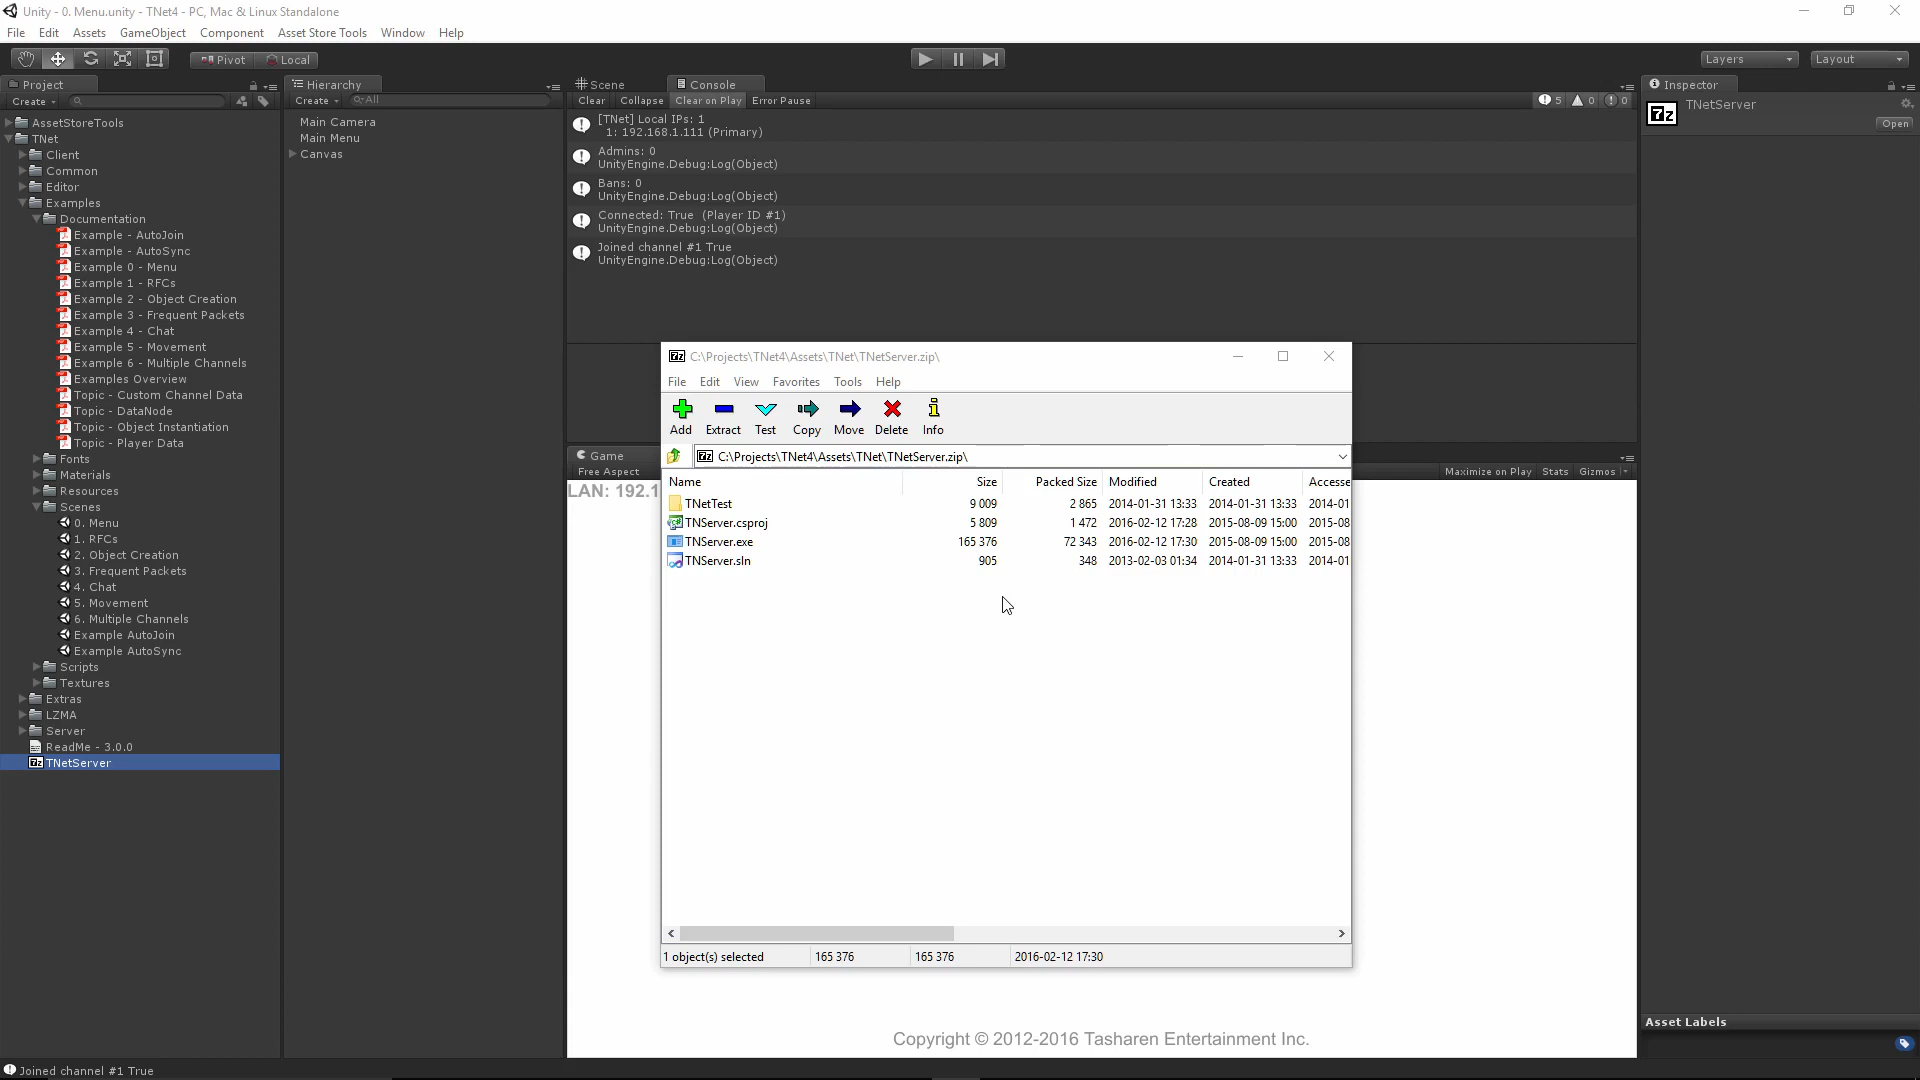 Unity - 0. Menu.unity - TNet4 - PC, Mac & Linux Standalone
File Edit Assets GameObject Component Asset Store Tools Window Help
Pivot Local
Layers Layout
Project
Create
AssetStoreTools
TNet
Client
Common
Editor
Examples
Documentation
Example - AutoJoin
Example - AutoSync
Example 0 - Menu
Example 1 - RFCs
Example 2 - Object Creation
Example 3 - Frequent Packets
Example 4 - Chat
Example 5 - Movement
Example 6 - Multiple Channels
Examples Overview
Topic - Custom Channel Data
Topic - DataNode
Topic - Object Instantiation
Topic - Player Data
Fonts
Materials
Resources
Scenes
0. Menu
1. RFCs
2. Object Creation
3. Frequent Packets
4. Chat
5. Movement
6. Multiple Channels
Example AutoJoin
Example AutoSync
Scripts
Textures
Extras
LZMA
Server
ReadMe - 3.0.0
TNetServer
Hierarchy
Create All
Main Camera
Main Menu
Canvas
Scene Console
Clear Collapse Clear on Play Error Pause 5 0 0
[TNet] Local IPs: 1
1: 192.168.1.111 (Primary)
Admins: 0
UnityEngine.Debug:Log(Object)
Bans: 0
UnityEngine.Debug:Log(Object)
Connected: True (Player ID #1)
UnityEngine.Debug:Log(Object)
Joined channel #1 True
UnityEngine.Debug:Log(Object)
Game
Free Aspect
Maximize on Play Stats Gizmos
LAN: 192.1
7z C:\Projects\TNet4\Assets\TNet\TNetServer.zip\
File Edit View Favorites Tools Help
Add Extract Test Copy Move Delete Info
7z C:\Projects\TNet4\Assets\TNet\TNetServer.zip\
Name Size Packed Size Modified Created Accesse
TNetTest 9 009 2 865 2014-01-31 13:33 2014-01-31 13:33 2014-01
TNServer.csproj 5 809 1 472 2016-02-12 17:28 2015-08-09 15:00 2015-08
TNServer.exe 165 376 72 343 2016-02-12 17:30 2015-08-09 15:00 2015-08
TNServer.sln 905 348 2013-02-03 01:34 2014-01-31 13:33 2014-01
1 object(s) selected 165 376 165 376 2016-02-12 17:30
Copyright © 2012-2016 Tasharen Entertainment Inc.
Inspector
7z TNetServer
Open
Asset Labels
Joined channel #1 True